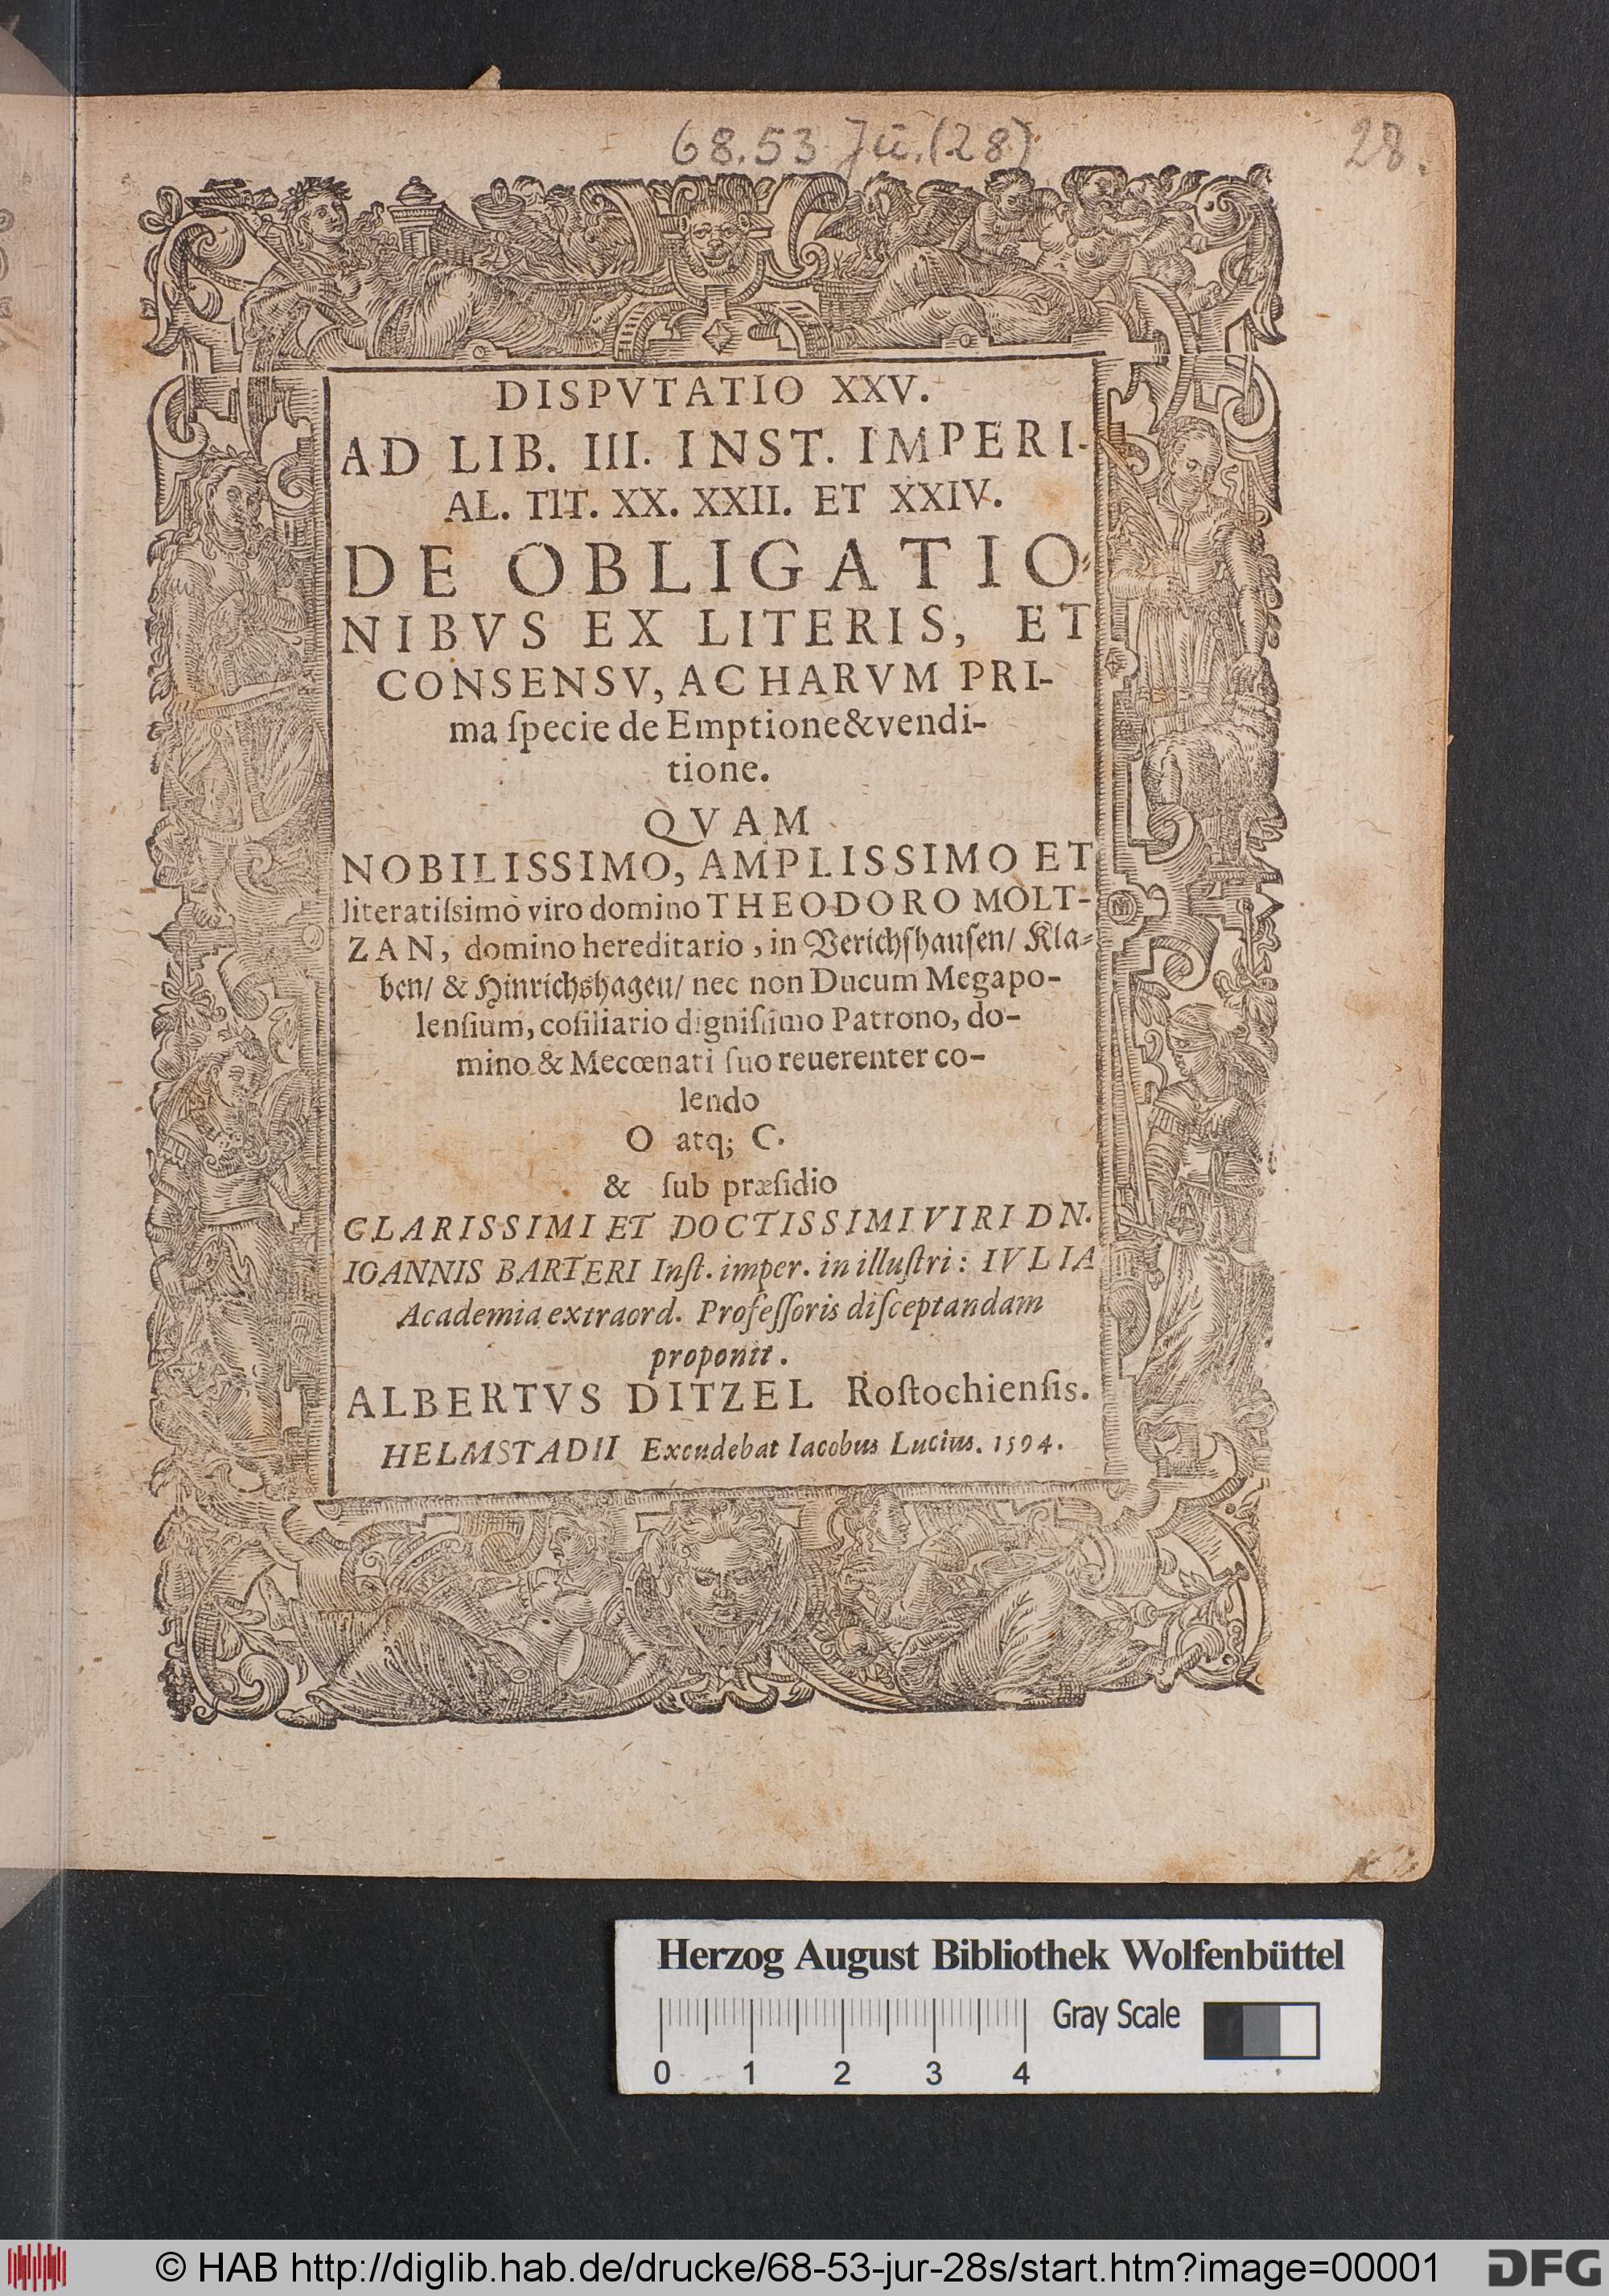 68.53 Ju.(28)
28.
DISPVTATIO XXV.
AD LIB. III. INST. IMPERI-
AL. TIT. XX. XXII. ET XXIV.
DE OBLIGATIO-
NIBVS EX LITERIS, ET
CONSENSV, AC HARVM PRI-
ma ſpecie de Emptione & vendi-
tione.
QVAM
NOBILISSIMO, AMPLISSIMO ET
literatiſsimo viro domino THEODORO MOLT-
ZAN, domino hereditario, in Verichshauſen/ Kla-
ben/ & Hinrichshagen/ nec non Ducum Megapo-
lenſium, coſiliario digniſsimo Patrono, do-
mino & Mecœnati ſuo reuerenter co-
lendo
O atq; C.
& ſub præſidio
CLARISSIMI ET DOCTISSIMI VIRI DN.
IOANNIS BARTERI Inſt. imper. in illuſtri: IVLIA
Academia extraord. Profeſſoris diſceptandam
proponit.
ALBERTVS DITZEL Roſtochienſis.
HELMSTADII Excudebat Iacobus Lucius. 1594.
Herzog August Bibliothek Wolfenbüttel
0 1 2 3 4 Gray Scale
© HAB http://diglib.hab.de/drucke/68-53-jur-28s/start.htm?image=00001 DFG